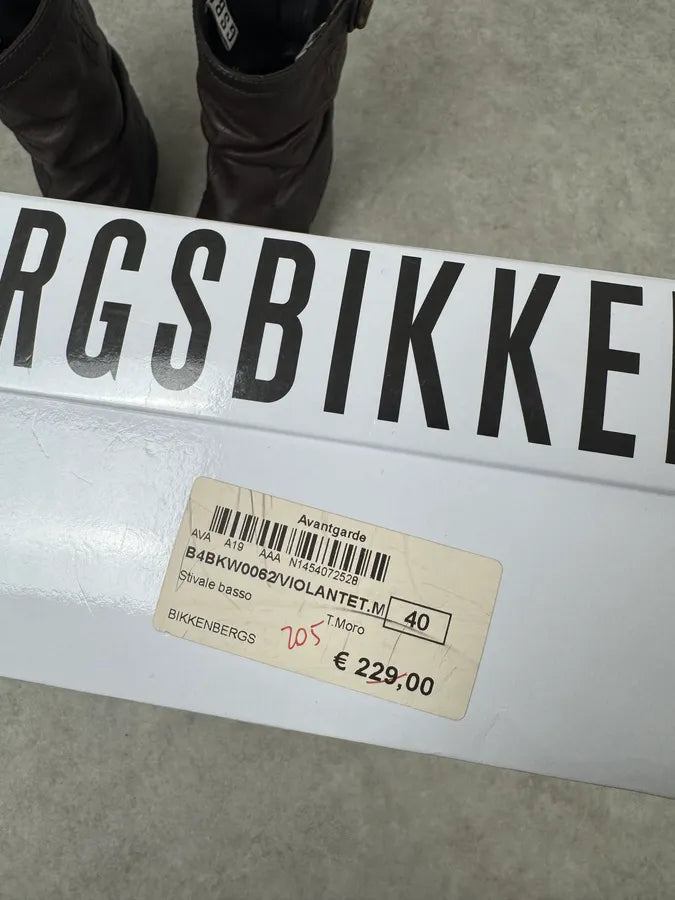 RGSBIKKE
Avantgarde
AVA A19 AAA N1454072528
B4BKW0062/VIOLANTET.M
40
Stivale basso
T.Moro
BIKKENBERGS
205
€ 229,00